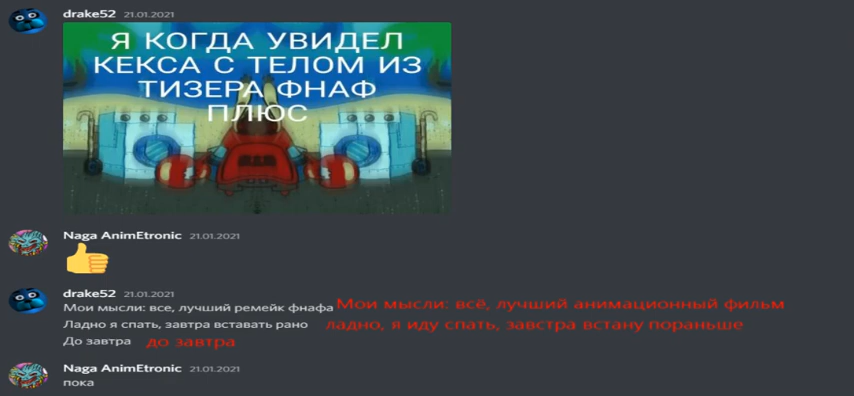 drake52 21.01.2021
Я КОГДА УВИДЕЛ
КЕКСА С ТЕЛОМ ИЗ
ТИЗЕРА ФНАФ
ПЛЮС
Naga AnimEtronic 21.01.2021
drake52 21.01.2021
Мои мысли: все, лучший ремейк фнафа Мои мысли: всё, лучший анимационный фильм
Ладно я спать, завтра вставать рано ладно, я иду спать, завстра встану пораньше
До завтра до завтра
Naga AnimEtronic 21.01.2021
пока